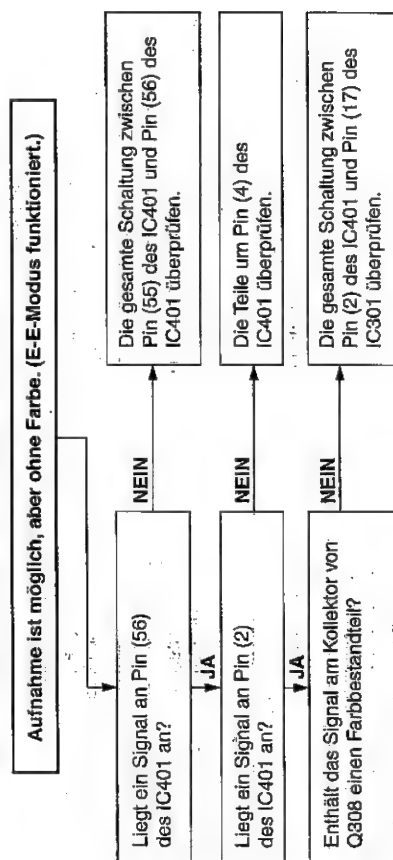 Aufnahme ist möglich, aber ohne Farbe. (E-E-Modus funktioniert.)
Liegt ein Signal an Pin (56)
des IC401 an?
NEIN
Die gesamte Schaltung zwischen
Pin (55) des IC401 und Pin (56) des
IC401 überprüfen.
JA
Liegt ein Signal an Pin (2)
des IC401 an?
NEIN
Die Teile um Pin (4) des
IC401 überprüfen.
JA
Enthält das Signal am Kollektor von
Q308 einen Farbbestandteil?
NEIN
Die gesamte Schaltung zwischen
Pin (2) des IC401 und Pin (17) des
IC301 überprüfen.